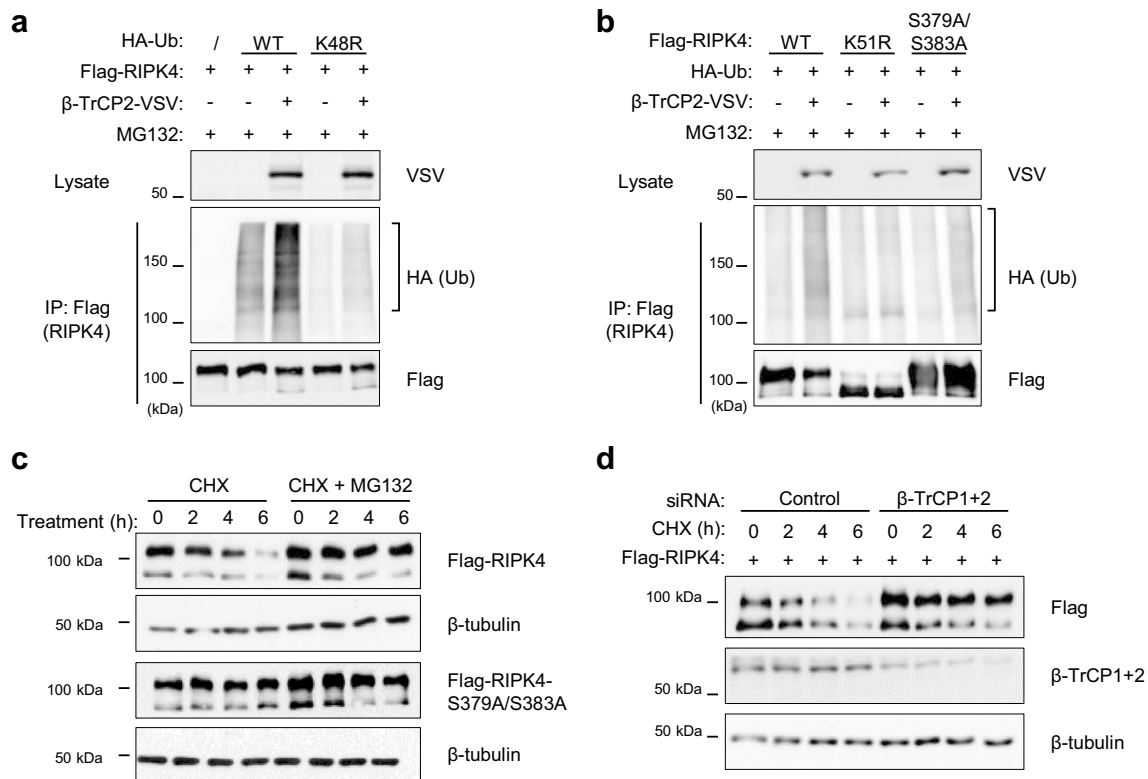 a
HA-Ub: / WT K48R
Flag-RIPK4: + + + + +
β-TrCP2-VSV: - - + - +
MG132: + + + + +
Lysate
50
VSV
IP: Flag
(RIPK4)
150
100
HA (Ub)
100
(kDa)
Flag
b
Flag-RIPK4: WT K51R S379A/
S383A
HA-Ub: + + + + + +
β-TrCP2-VSV: - + - + - +
MG132: + + + + + +
Lysate
50
VSV
IP: Flag
(RIPK4)
150
100
HA (Ub)
100
(kDa)
Flag
c
CHX CHX + MG132
Treatment (h): 0 2 4 6 0 2 4 6
100 kDa
Flag-RIPK4
50 kDa
β-tubulin
100 kDa
Flag-RIPK4-
S379A/S383A
50 kDa
β-tubulin
d
siRNA: Control β-TrCP1+2
CHX (h): 0 2 4 6 0 2 4 6
Flag-RIPK4: + + + + + + + +
100 kDa
Flag
50 kDa
β-TrCP1+2
50 kDa
β-tubulin